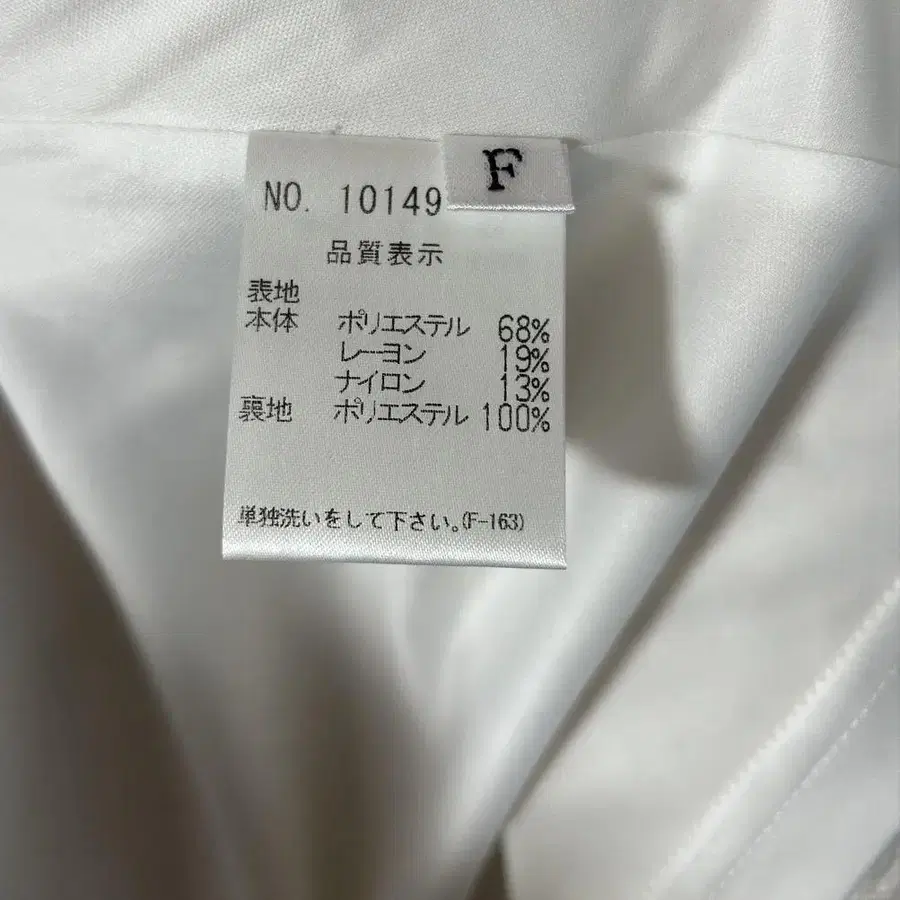 F
NO. 10149
品質表示
表地
本体 ポリエステル 68%
レーヨン 19%
ナイロン 13%
裏地 ポリエステル 100%
単独洗いをして下さい。(F-163)